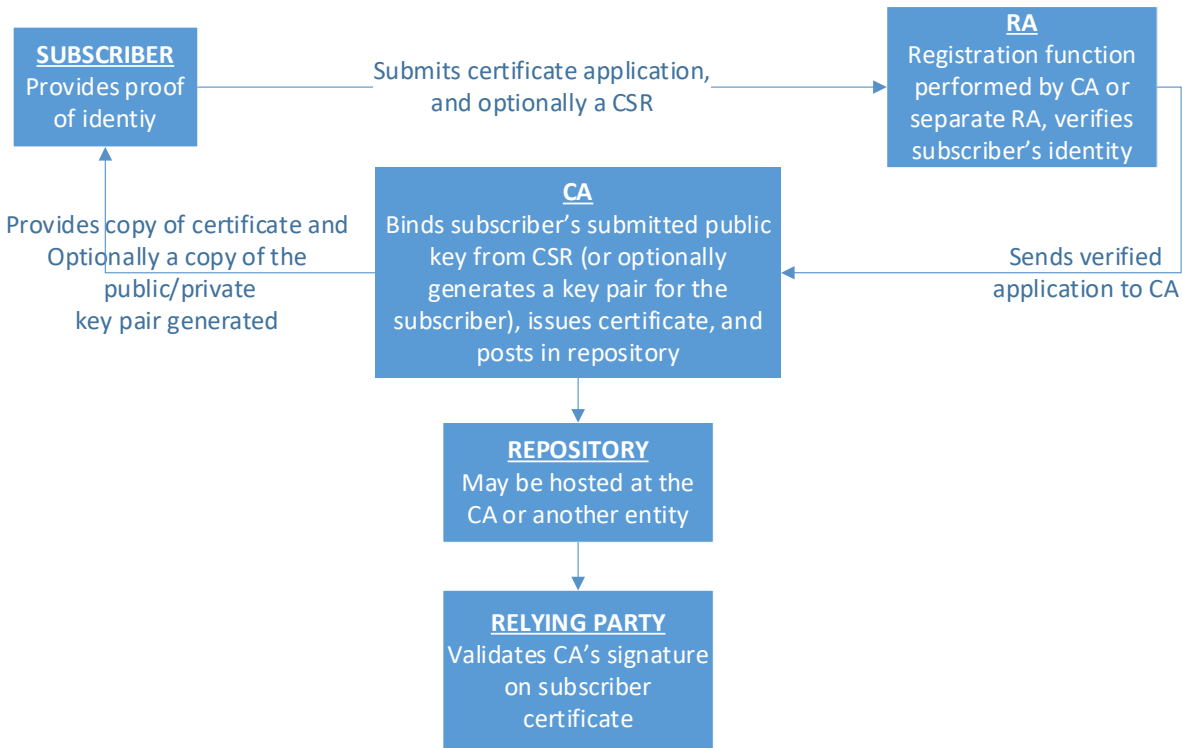 SUBSCRIBER
Provides proof
of identiy
Submits certificate application,
and optionally a CSR
RA
Registration function
performed by CA or
separate RA, verifies
subscriber’s identity
Provides copy of certificate and
Optionally a copy of the
public/private
key pair generated
CA
Binds subscriber’s submitted public
key from CSR (or optionally
generates a key pair for the
subscriber), issues certificate, and
posts in repository
Sends verified
application to CA
REPOSITORY
May be hosted at the
CA or another entity
RELYING PARTY
Validates CA’s signature
on subscriber
certificate